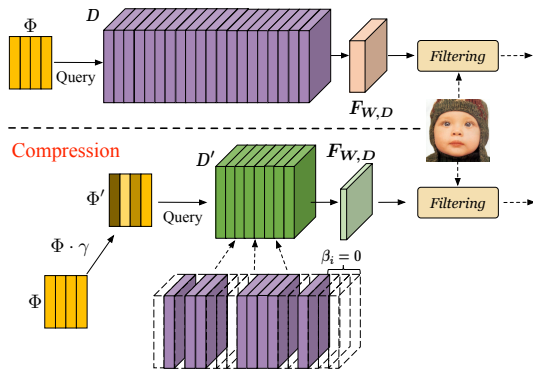 Φ
D
Query
F_{W,D}
Filtering
Compression
Φ′
D′
F_{W,D}
Query
Filtering
Φ · γ
β_i = 0
Φ